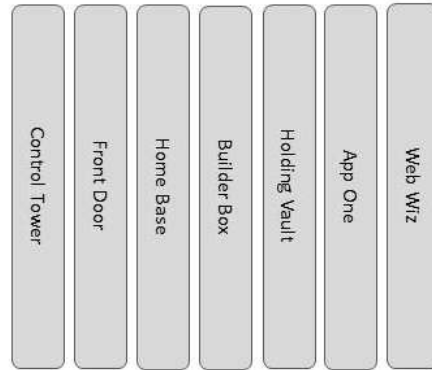 Control Tower
Front Door
Home Base
Builder Box
Holding Vault
App One
Web Wiz